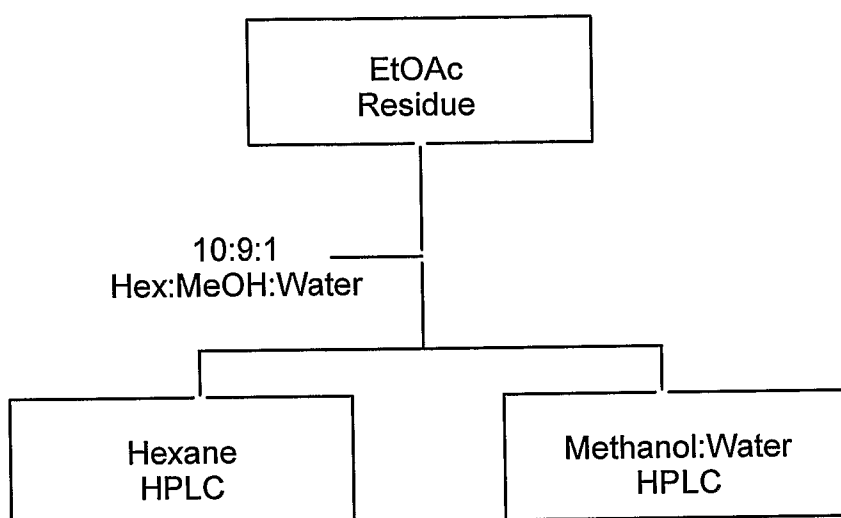 EtOAc
Residue
10:9:1
Hex:MeOH:Water
Hexane
HPLC
Methanol:Water
HPLC